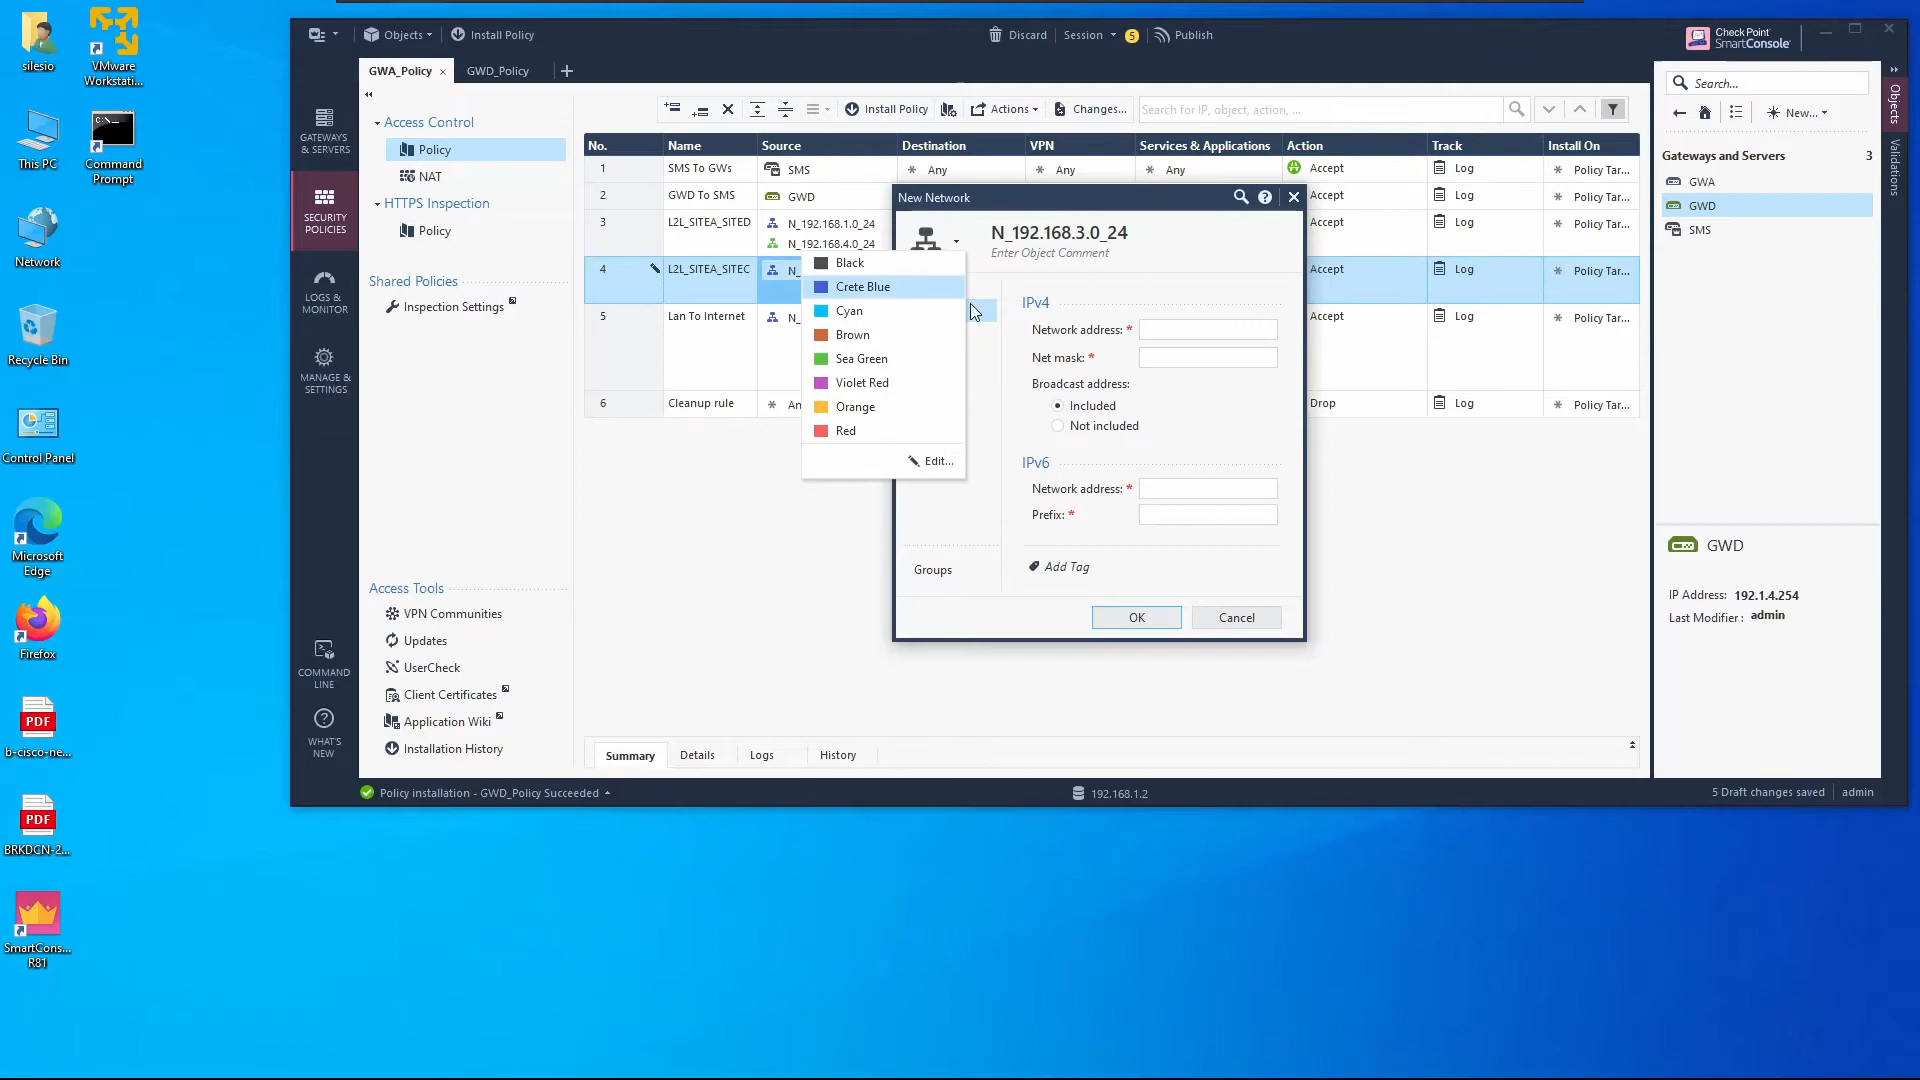 silesio
VMware
Workstati...
This PC
Command
Prompt
Network
Recycle Bin
Control Panel
Microsoft
Edge
Firefox
PDF
b-cisco-ne...
PDF
BRKDCN-2...
SmartCons...
R81
Objects
Install Policy
Discard
Session
5
Publish
Check Point
SmartConsole
GWA_Policy
GWD_Policy
GATEWAYS
& SERVERS
SECURITY
POLICIES
LOGS &
MONITOR
MANAGE &
SETTINGS
COMMAND
LINE
WHAT'S
NEW
Access Control
Policy
NAT
HTTPS Inspection
Policy
Shared Policies
Inspection Settings
Access Tools
VPN Communities
Updates
UserCheck
Client Certificates
Application Wiki
Installation History
Install Policy
Actions
Changes...
Search for IP, object, action, ...
No. Name Source Destination VPN Services & Applications Action Track Install On
1 SMS To GWs SMS Any Any Any Accept Log Policy Tar...
2 GWD To SMS GWD Accept Log Policy Tar...
3 L2L_SITEA_SITED N_192.168.1.0_24 Accept Log Policy Tar...
N_192.168.4.0_24
4 L2L_SITEA_SITEC N_ Accept Log Policy Tar...
5 Lan To Internet N_ Accept Log Policy Tar...
6 Cleanup rule An Drop Log Policy Tar...
Black
Crete Blue
Cyan
Brown
Sea Green
Violet Red
Orange
Red
Edit...
New Network
N_192.168.3.0_24
Enter Object Comment
IPv4
Network address: *
Net mask: *
Broadcast address:
Included
Not included
IPv6
Network address: *
Prefix: *
Add Tag
Groups
OK
Cancel
Summary
Details
Logs
History
Policy installation - GWD_Policy Succeeded
192.168.1.2
5 Draft changes saved
admin
Search...
New...
Gateways and Servers 3
GWA
GWD
SMS
GWD
IP Address: 192.1.4.254
Last Modifier : admin
Objects
Validations